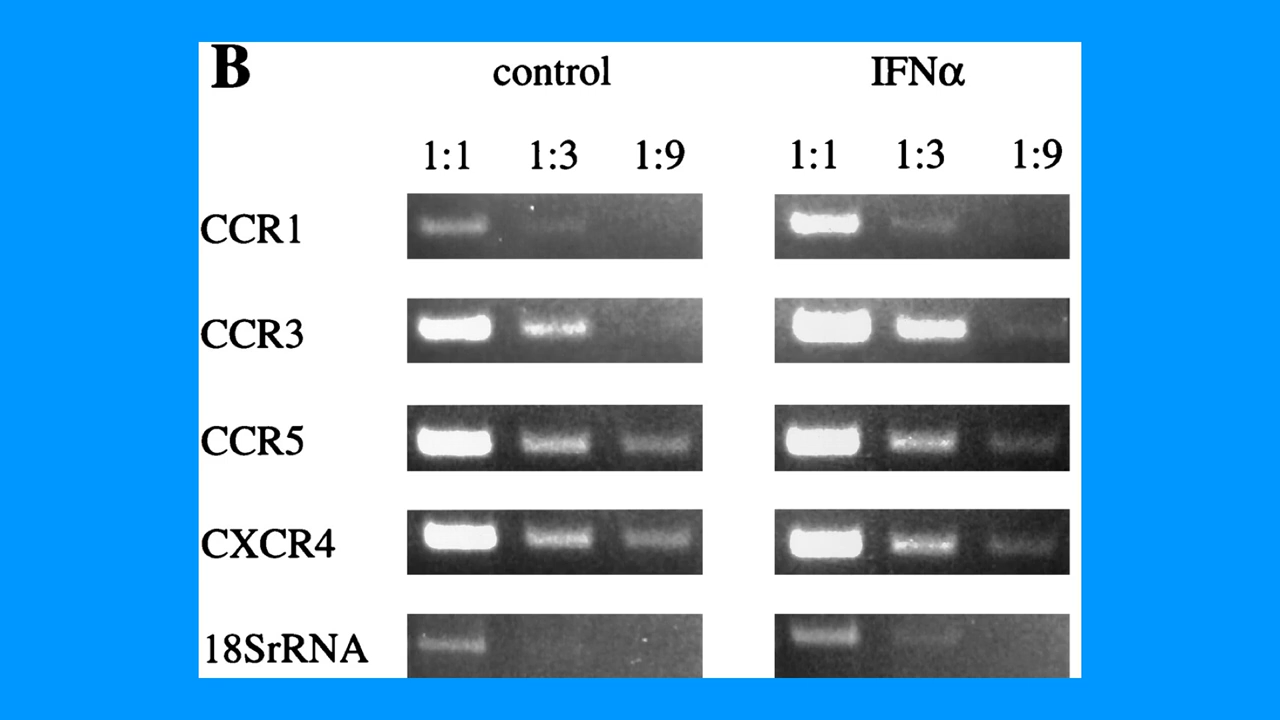 B
control IFNα
1:1 1:3 1:9 1:1 1:3 1:9
CCR1
CCR3
CCR5
CXCR4
18SrRNA